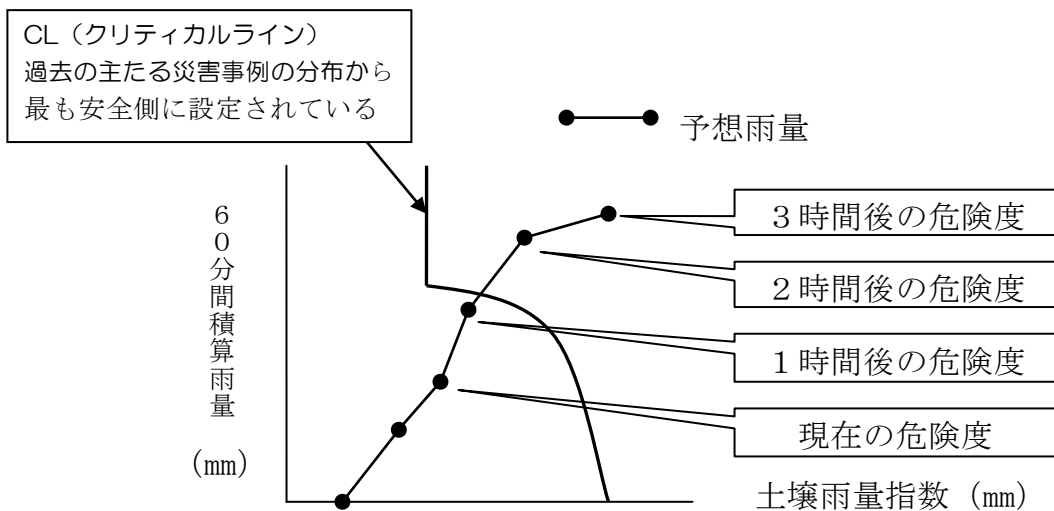 CL（クリティカルライン）
過去の主たる災害事例の分布から
最も安全側に設定されている
予想雨量
６０分間積算雨量
（mm）
３時間後の危険度
２時間後の危険度
１時間後の危険度
現在の危険度
土壌雨量指数（mm）